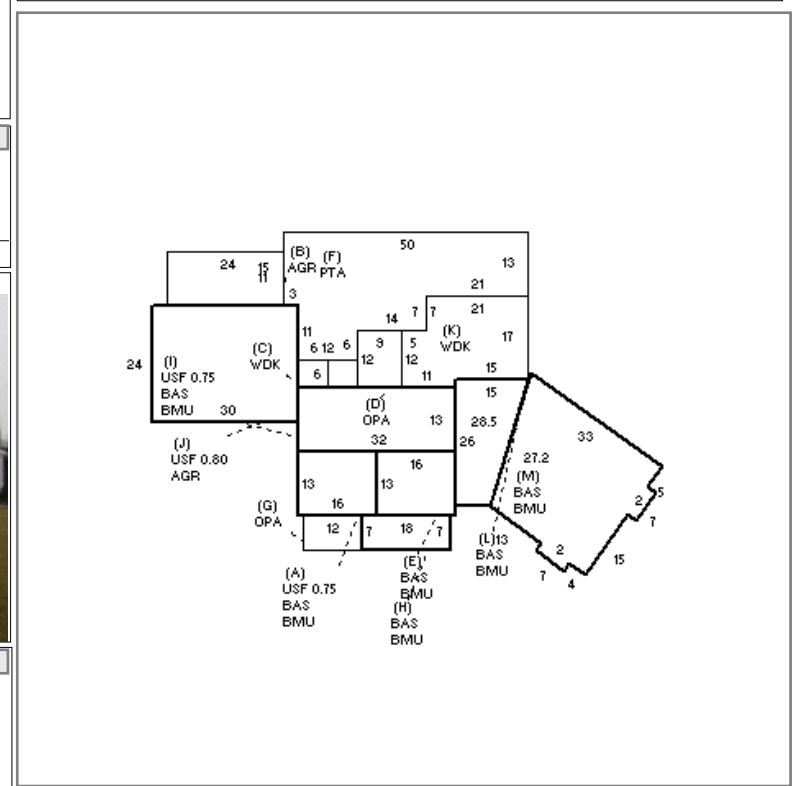 50
(B)
AGR
(F)
PTA
24
15
11
13
3
21
7
7
21
14
11
(K)
WDK
17
6
12
6
9
5
(C)
WDK
12
12
24
(I)
USF 0.75
BAS
BMU
30
6
11
15
15
(D)
OPA
13
28.5
32
26
33
(J)
USF 0.80
AGR
27.2
(M)
BAS
BMU
16
13
13
16
5
2
7
(G)
OPA
12
7
18
7
(L)
13
BAS
BMU
2
15
7
4
(A)
USF 0.75
BAS
BMU
(E)
BAS
BMU
(H)
BAS
BMU